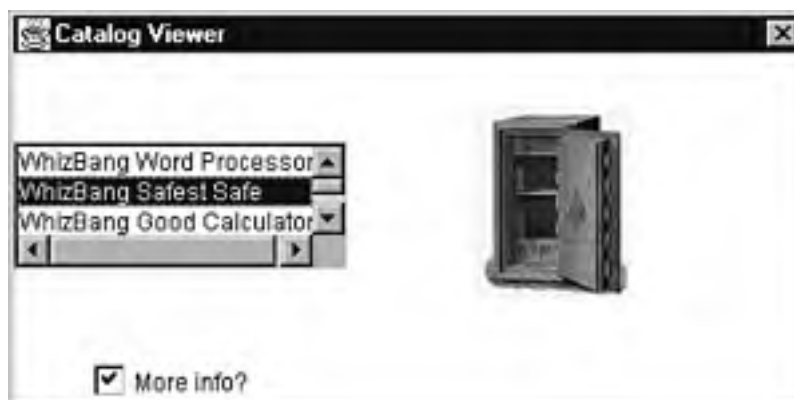 Catalog Viewer
WhizBang Word Processor
WhizBang Safest Safe
WhizBang Good Calculator
More info?